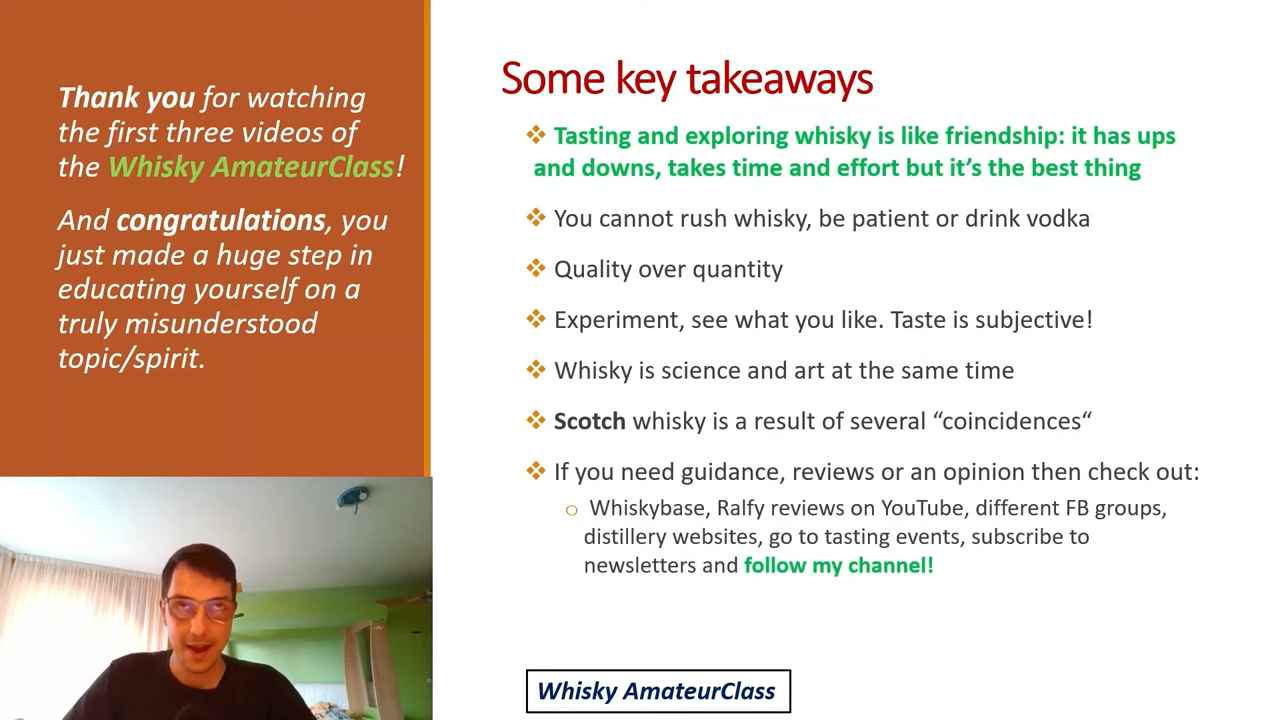 Thank you for watching
the first three videos of
the Whisky AmateurClass!
And congratulations, you
just made a huge step in
educating yourself on a
truly misunderstood
topic/spirit.
Some key takeaways
❖ Tasting and exploring whisky is like friendship: it has ups
and downs, takes time and effort but it’s the best thing
❖ You cannot rush whisky, be patient or drink vodka
❖ Quality over quantity
❖ Experiment, see what you like. Taste is subjective!
❖ Whisky is science and art at the same time
❖ Scotch whisky is a result of several “coincidences“
❖ If you need guidance, reviews or an opinion then check out:
o Whiskybase, Ralfy reviews on YouTube, different FB groups,
distillery websites, go to tasting events, subscribe to
newsletters and follow my channel!
Whisky AmateurClass